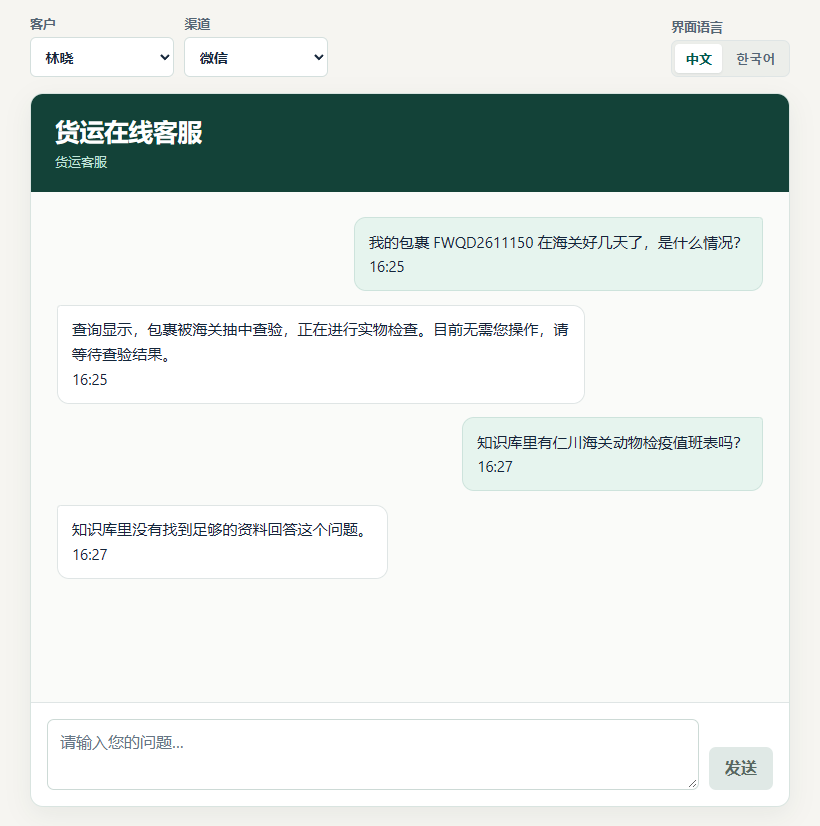 客户
渠道
界面语言
林晓
微信
中文
한국어
货运在线客服
货运客服
我的包裹 FWQD2611150 在海关好几天了，是什么情况？
16:25
查询显示，包裹被海关抽中查验，正在进行实物检查。目前无需您操作，请
等待查验结果。
16:25
知识库里有仁川海关动物检疫值班表吗？
16:27
知识库里没有找到足够的资料回答这个问题。
16:27
请输入您的问题...
发送